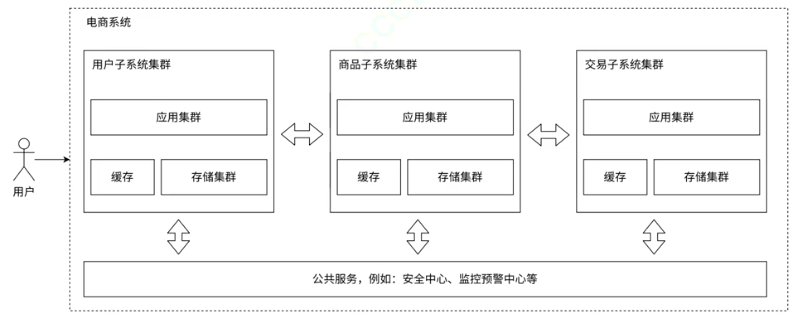 电商系统
用户子系统集群
商品子系统集群
交易子系统集群
应用集群
应用集群
应用集群
缓存
存储集群
缓存
存储集群
缓存
存储集群
用户
公共服务，例如：安全中心、监控预警中心等